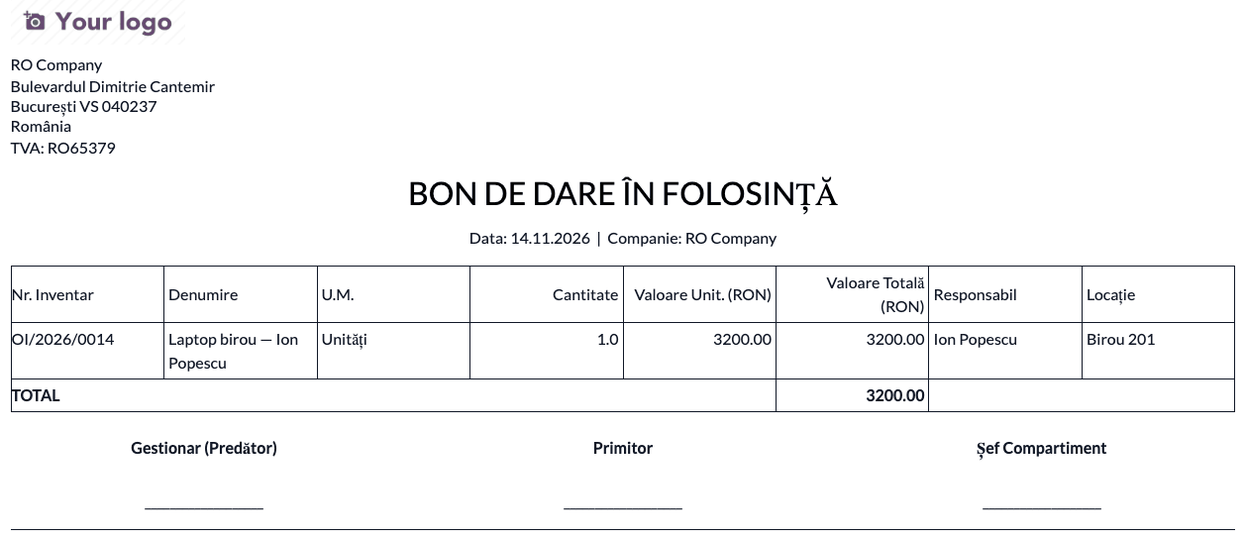 Your logo
RO Company
Bulevardul Dimitrie Cantemir
București VS 040237
România
TVA: RO65379
BON DE DARE ÎN FOLOSINȚĂ
Data: 14.11.2026 | Companie: RO Company
Nr. Inventar Denumire U.M. Cantitate Valoare Unit. (RON) Valoare Totală (RON) Responsabil Locație
OI/2026/0014 Laptop birou — Ion Popescu Unități 1.0 3200.00 3200.00 Ion Popescu Birou 201
TOTAL 3200.00
Gestionar (Predător) Primitor Șef Compartiment